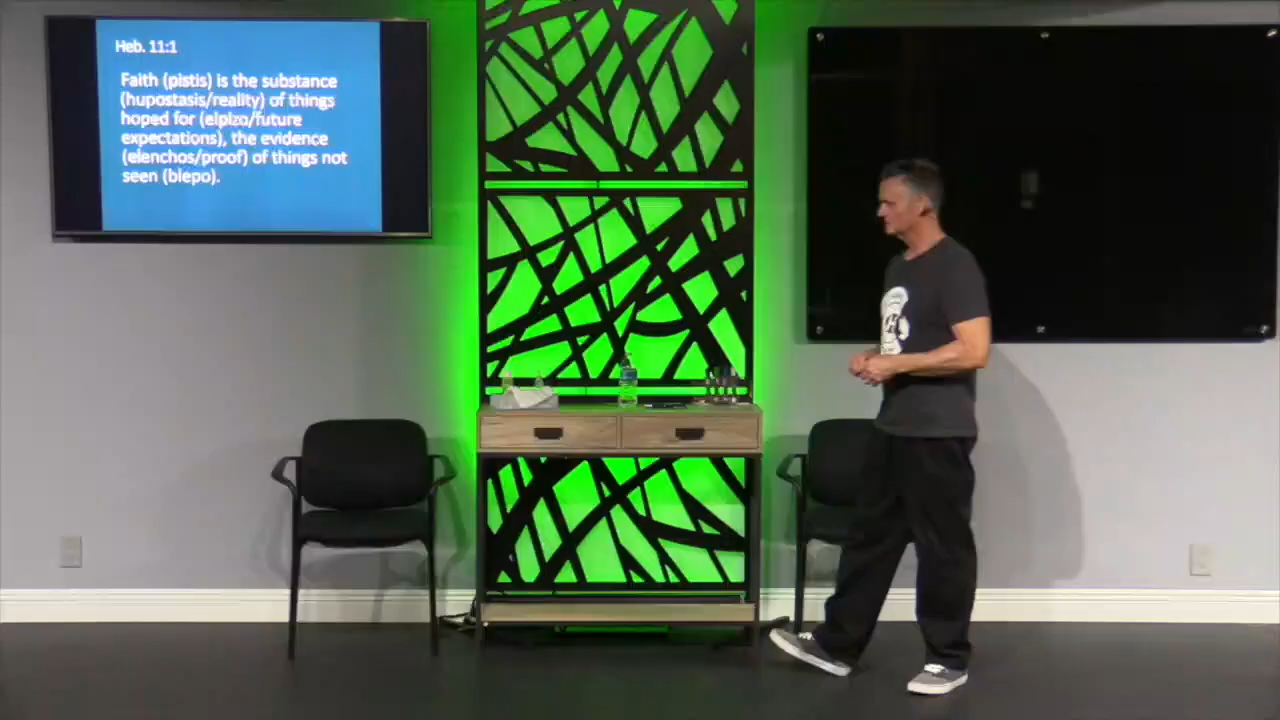 Heb. 11:1
Faith (pistis) is the substance
(hupostasis/reality) of things
hoped for (elpizo/future
expectations), the evidence
(elenchos/proof) of things not
seen (blepo).